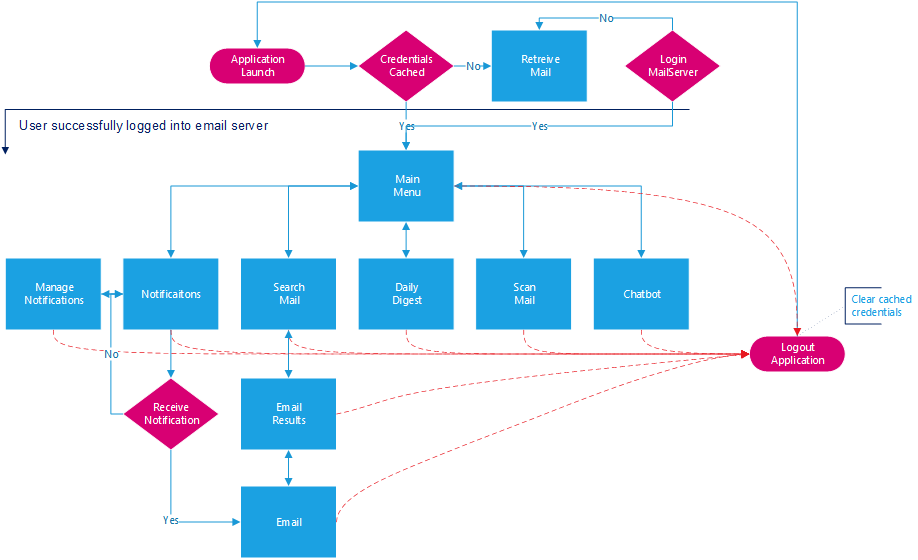 No
Application
Launch
Credentials
Cached
No
Retreive
Mail
Login
MailServer
User successfully logged into email server
Yes
Yes
Main
Menu
Manage
Notifications
Notificaitons
Search
Mail
Daily
Digest
Scan
Mail
Chatbot
Clear cached
credentials
No
Logout
Application
Receive
Notification
Email
Results
Yes
Email